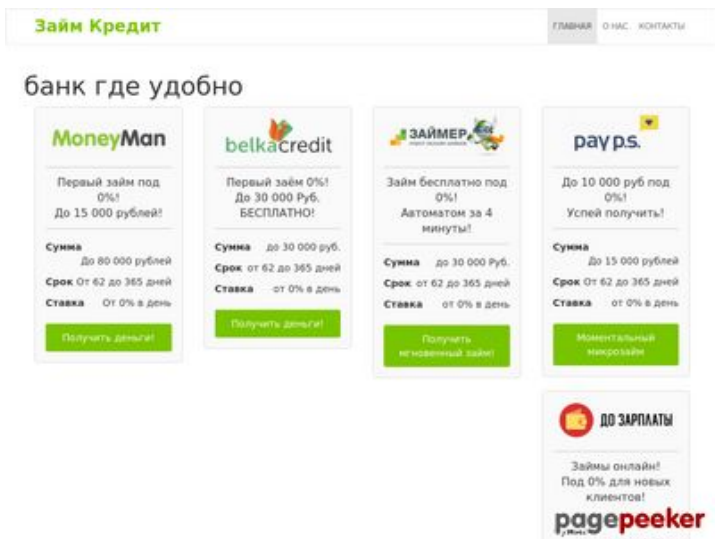 Займ Кредит
ГЛАВНАЯ О НАС КОНТАКТЫ
банк где удобно
MoneyMan
Первый займ под
0%!
До 15 000 рублей!
Сумма
До 80 000 рублей
Срок От 62 до 365 дней
Ставка От 0% в день
Получить деньги!
belkacredit
Первый заём 0%!
До 30 000 Руб.
БЕСПЛАТНО!
Сумма до 30 000 руб.
Срок от 62 до 365 дней
Ставка от 0% в день
Получить деньги!
ЗАЙМЕР
Займ бесплатно под
0%!
Автоматом за 4
минуты!
Сумма до 30 000 Руб.
Срок от 62 до 365 дней
Ставка от 0% в день
Получить
мгновенный займ!
pay p.s.
До 10 000 руб под
0%!
Успей получить!
Сумма
До 15 000 рублей
Срок От 62 до 365 дней
Ставка от 0% в день
Моментальный
микрозайм
ДО ЗАРПЛАТЫ
Займы онлайн!
Под 0% для новых
клиентов!
pagepeeker